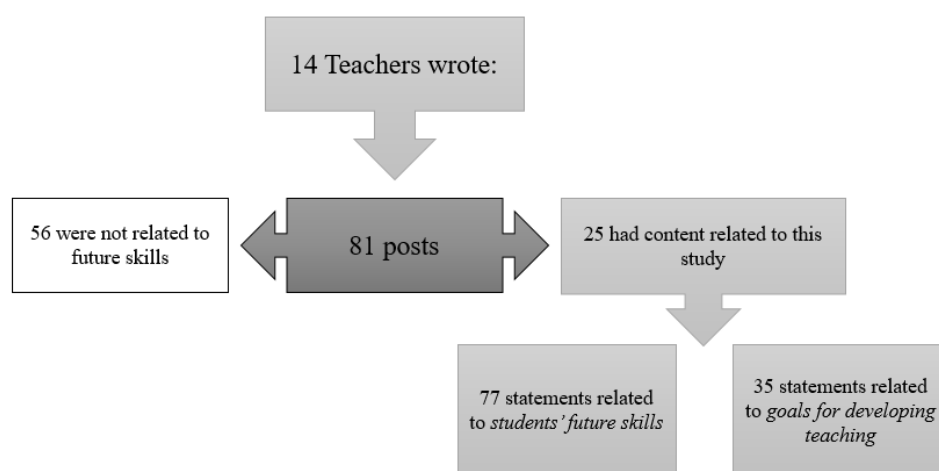 14 Teachers wrote:
56 were not related to
future skills
81 posts
25 had content related to this
study
77 statements related
to students’ future skills
35 statements related
to goals for developing
teaching